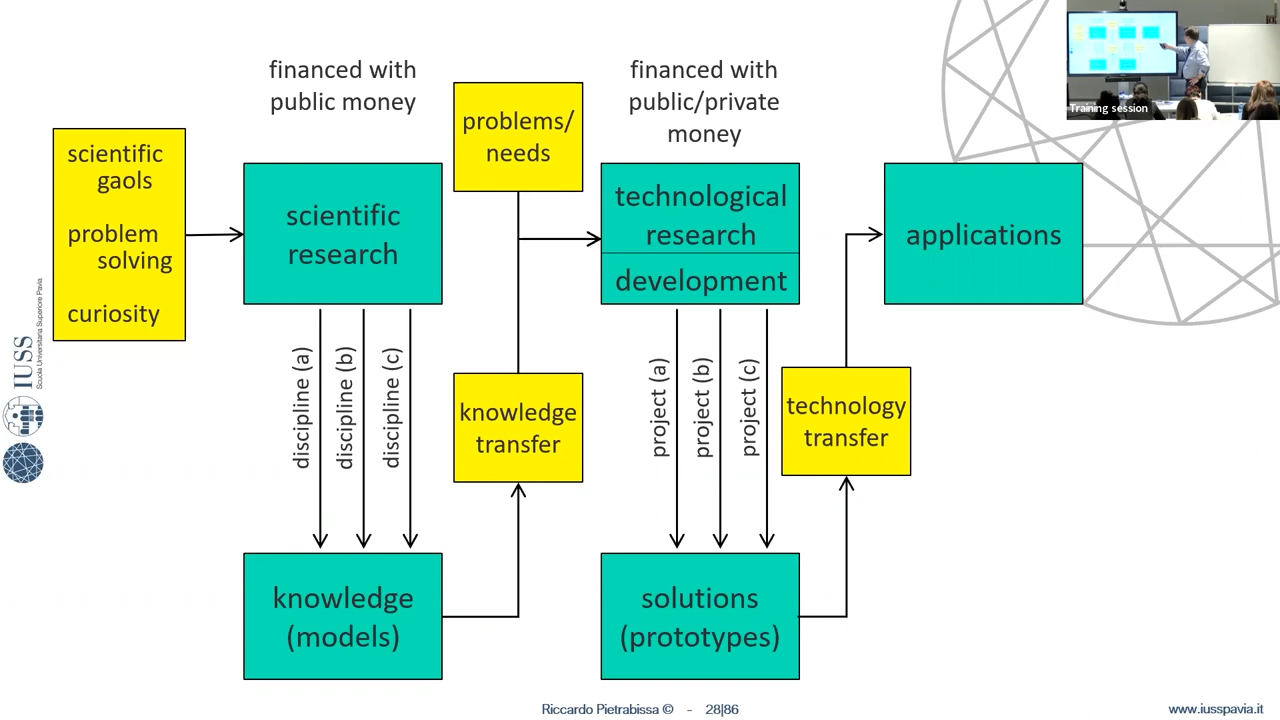 financed with
public money
financed with
public/private
money
problems/
needs
Training session
scientific
gaols
problem
solving
curiosity
scientific
research
technological
research
development
applications
discipline (a)
discipline (b)
discipline (c)
knowledge
transfer
project (a)
project (b)
project (c)
technology
transfer
knowledge
(models)
solutions
(prototypes)
IUSS
Scuola Universitaria Superiore Pavia
Riccardo Pietrabissa © - 28|86
www.iusspavia.it